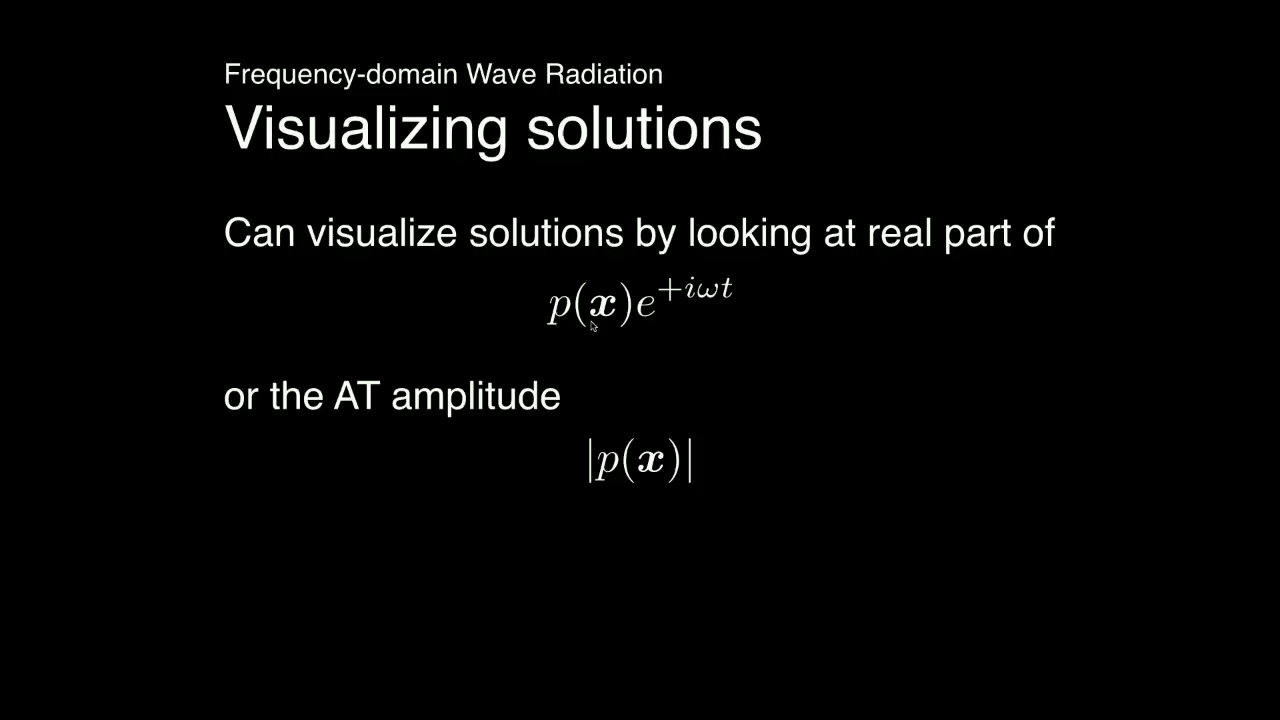 Frequency-domain Wave Radiation
Visualizing solutions
Can visualize solutions by looking at real part of
p(x)e^{+iωt}
or the AT amplitude
|p(x)|